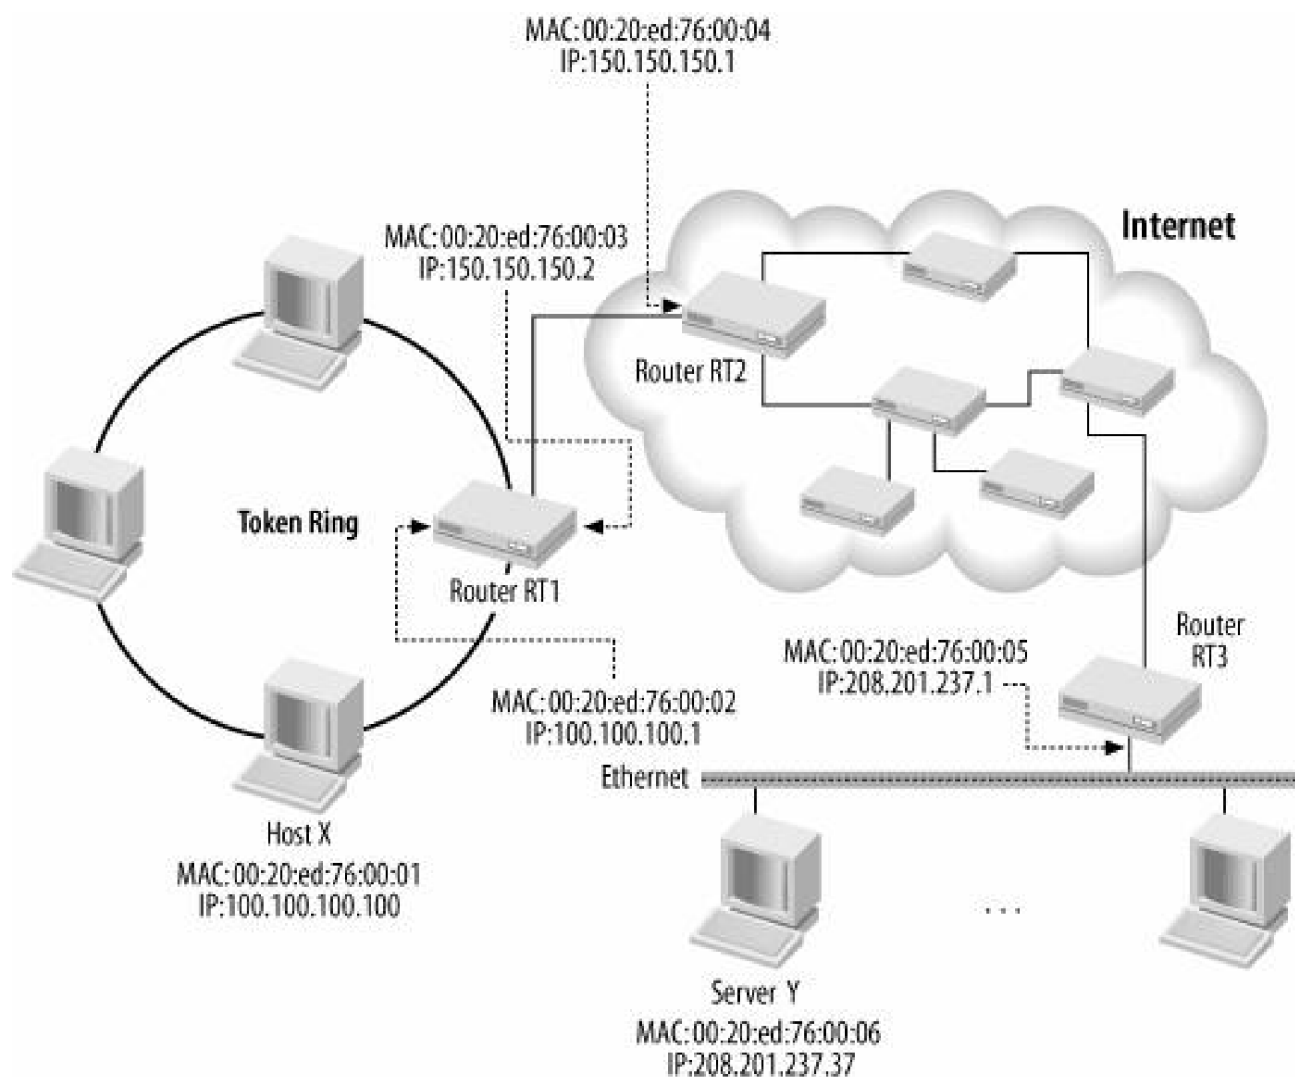 MAC:00:20:ed:76:00:04
IP:150.150.150.1
Internet
MAC:00:20:ed:76:00:03
IP:150.150.150.2
Router RT2
Token Ring
Router RT1
MAC:00:20:ed:76:00:02
IP:100.100.100.1
Router
RT3
MAC:00:20:ed:76:00:05
IP:208.201.237.1
Ethernet
Host X
MAC:00:20:ed:76:00:01
IP:100.100.100.100
...
Server Y
MAC:00:20:ed:76:00:06
IP:208.201.237.37